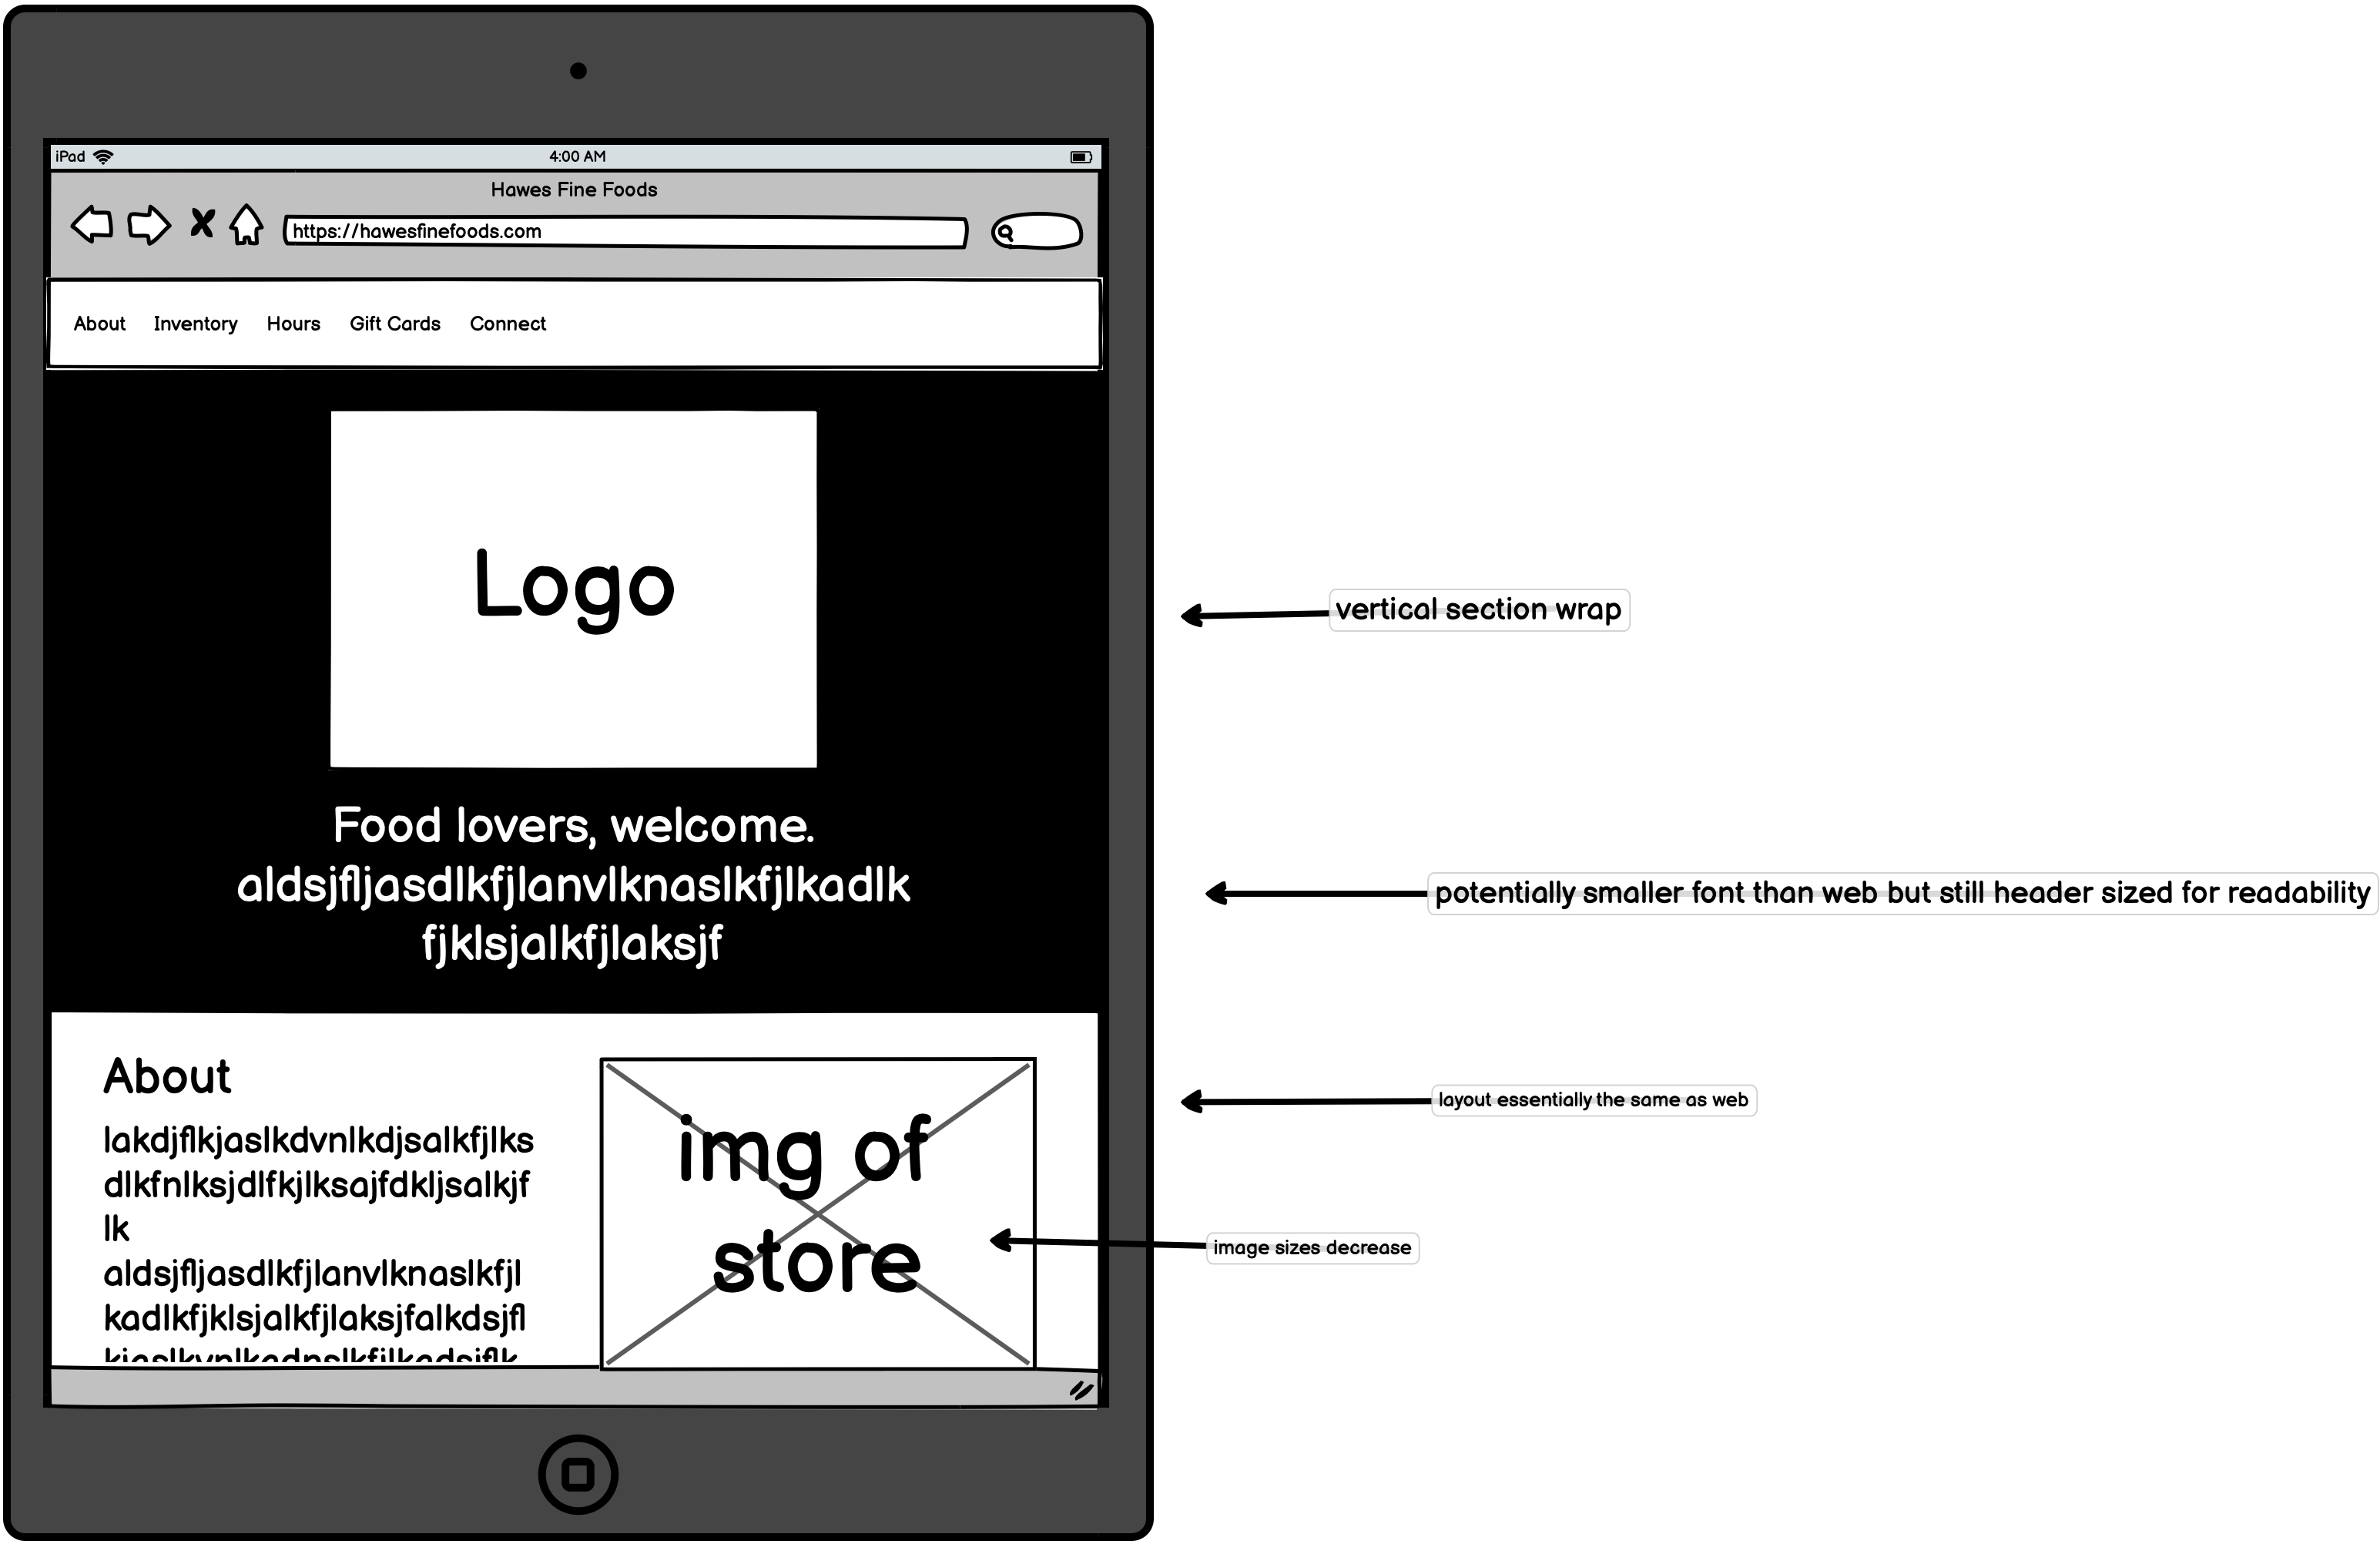 iPad 4:00 AM
Hawes Fine Foods
https://hawesfinefoods.com
About Inventory Hours Gift Cards Connect
Logo
vertical section wrap
Food lovers, welcome.
aldsjfljasdlkfjlanvlknaslkfjlkadlk
fjklsjalkfjlaksjf
potentially smaller font than web but still header sized for readability
About
lakdjflkjaslkdvnlkdjsalkfjlks
dlkfnlksjdlfkjlksajfdkljsalkjf
lk
aldsjfljasdlkfjlanvlknaslkfjl
kadlkfjklsjalkfjlaksjfalkdsjfl
img of
store
layout essentially the same as web
image sizes decrease